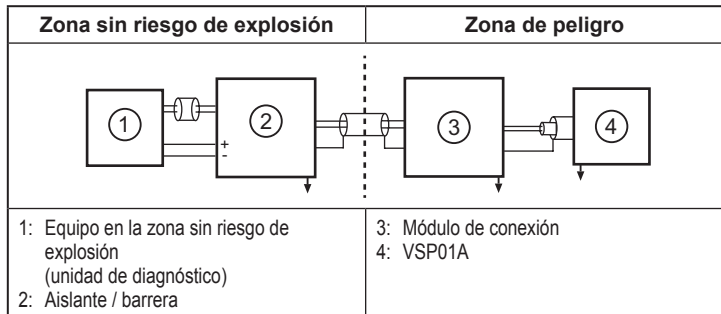 Zona sin riesgo de explosión
Zona de peligro
1
2
3
4
+
-
1: Equipo en la zona sin riesgo de
explosión
(unidad de diagnóstico)
2: Aislante / barrera
3: Módulo de conexión
4: VSP01A